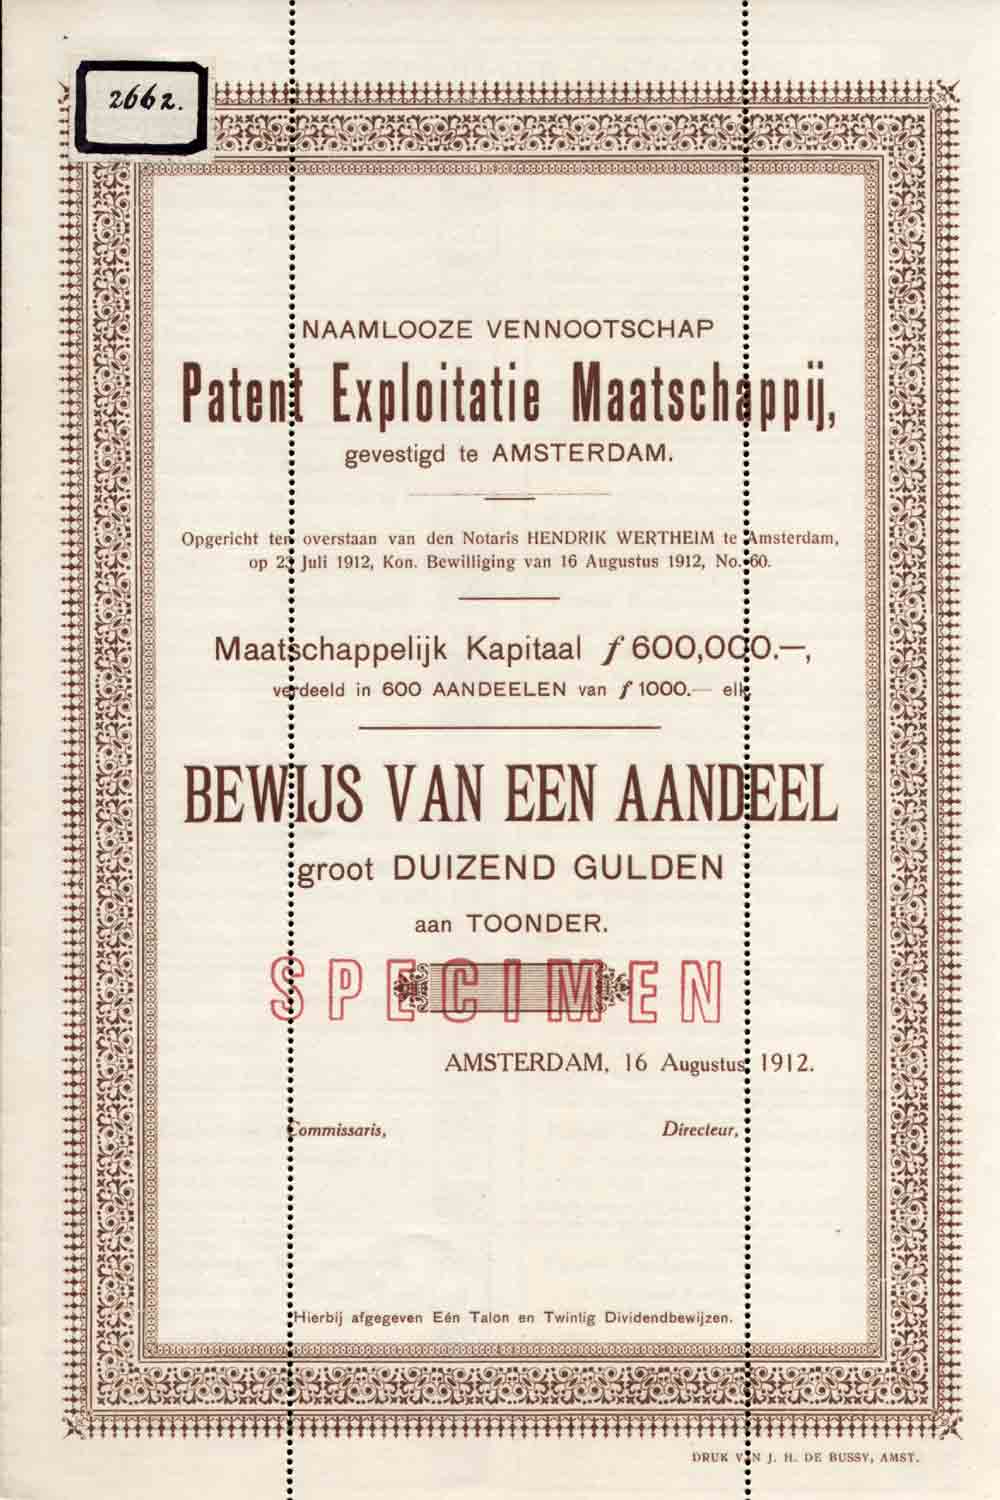 2662.
NAAMLOOZE VENNOOTSCHAP
Patent Exploitatie Maatschappij,
gevestigd te AMSTERDAM.
Opgericht ten overstaan van den Notaris HENDRIK WERTHEIM te Amsterdam,
op 23 Juli 1912, Kon. Bewilliging van 16 Augustus 1912, No. 60.
Maatschappelijk Kapitaal ƒ 600,000.—,
verdeeld in 600 AANDEELEN van ƒ 1000.— elk.
BEWIJS VAN EEN AANDEEL
groot DUIZEND GULDEN
aan TOONDER.
SPECIMEN
AMSTERDAM, 16 Augustus 1912.
Commissaris, Directeur,
Hierbij afgegeven Eén Talon en Twintig Dividendbewijzen.
DRUK VAN J. H. DE BUSSY, AMST.